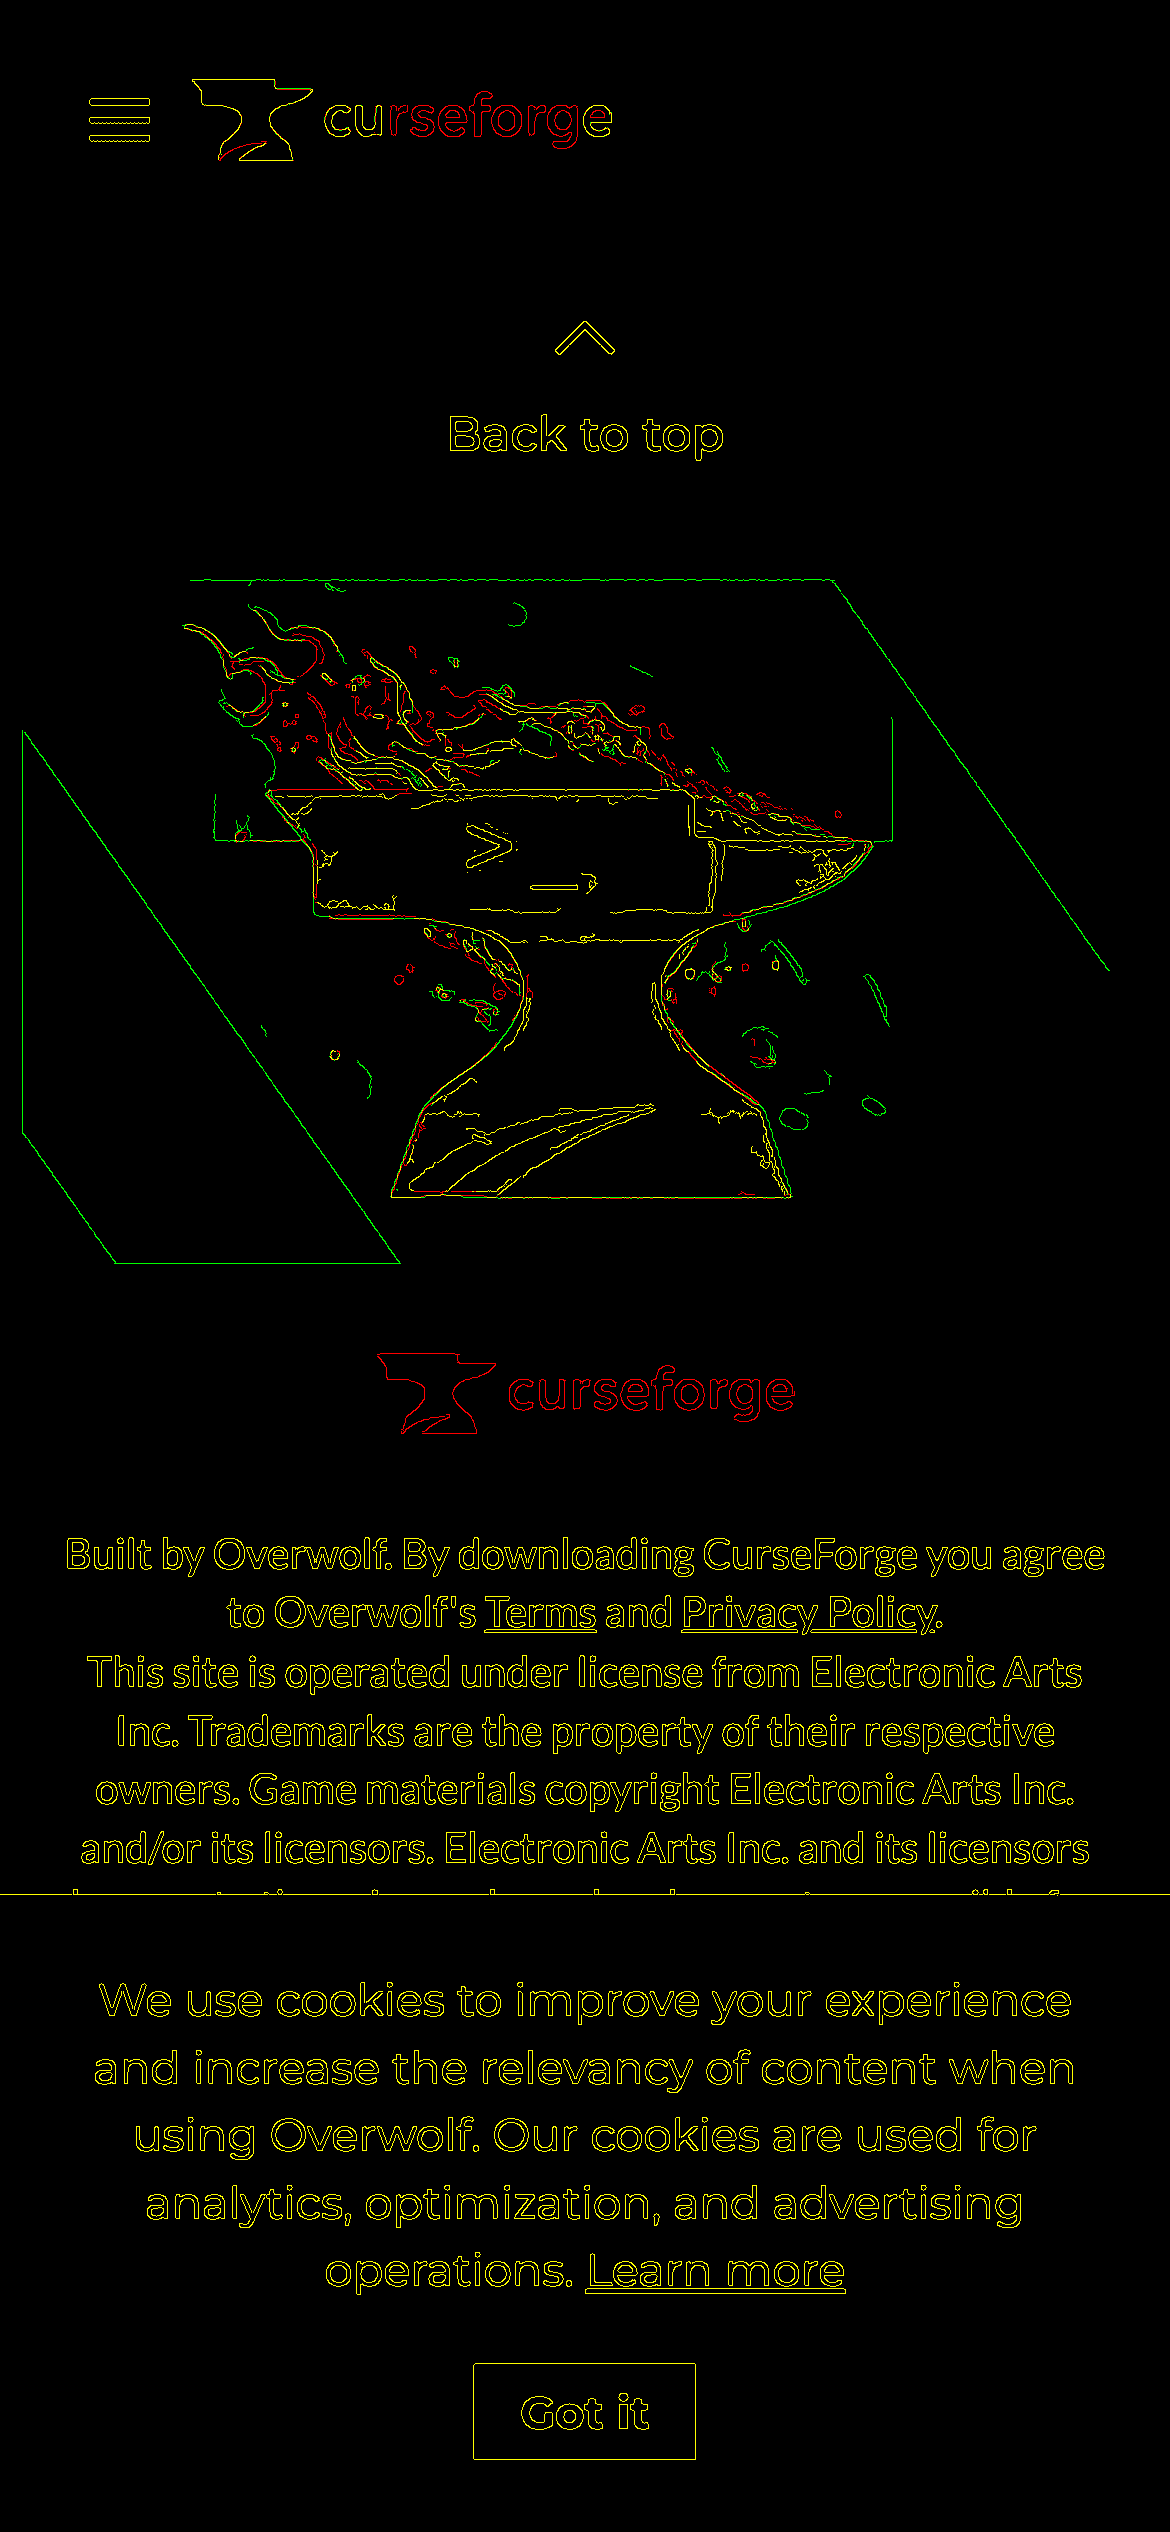 curseforge
Back to top
>_
curseforge
Built by Overwolf. By downloading CurseForge you agree
to Overwolf's Terms and Privacy Policy.
This site is operated under license from Electronic Arts
Inc. Trademarks are the property of their respective
owners. Game materials copyright Electronic Arts Inc.
and/or its licensors. Electronic Arts Inc. and its licensors
We use cookies to improve your experience
and increase the relevancy of content when
using Overwolf. Our cookies are used for
analytics, optimization, and advertising
operations. Learn more
Got it